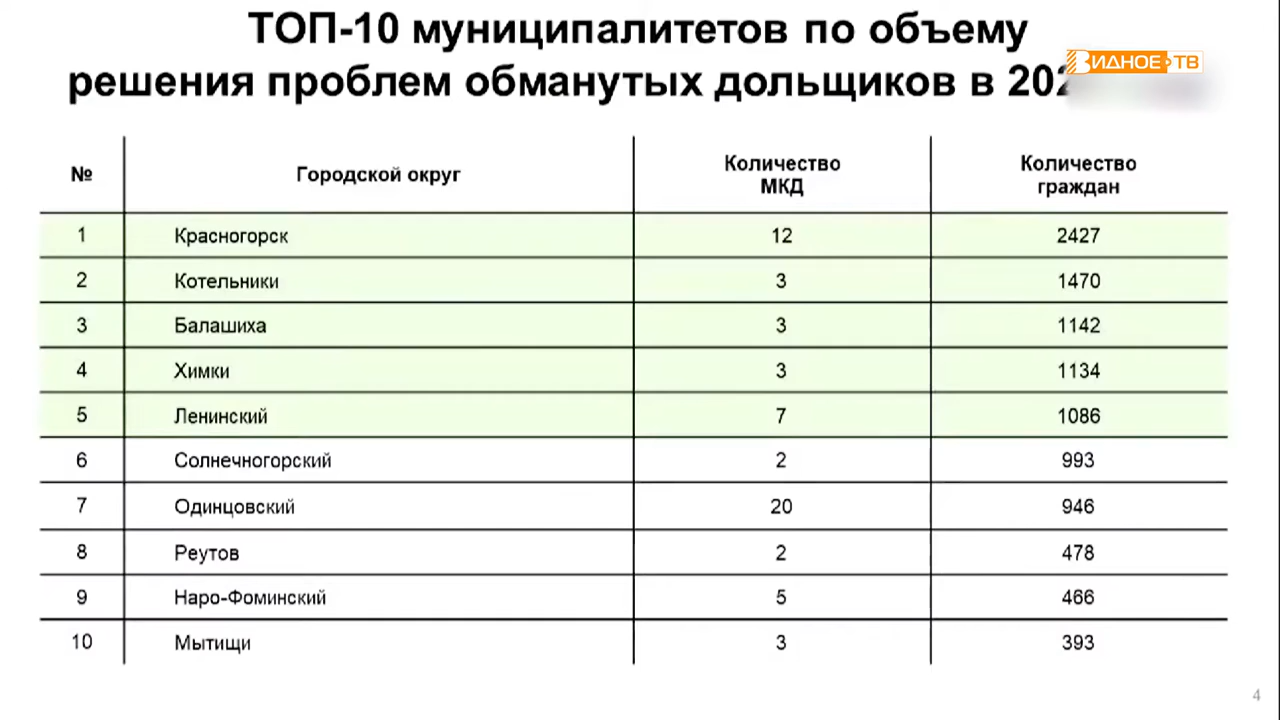 ТОП-10 муниципалитетов по объему
решения проблем обманутых дольщиков в
ВИДНОЕ ТВ
№ Городской округ Количество МКД Количество граждан
1 Красногорск 12 2427
2 Котельники 3 1470
3 Балашиха 3 1142
4 Химки 3 1134
5 Ленинский 7 1086
6 Солнечногорский 2 993
7 Одинцовский 20 946
8 Реутов 2 478
9 Наро-Фоминский 5 466
10 Мытищи 3 393
4